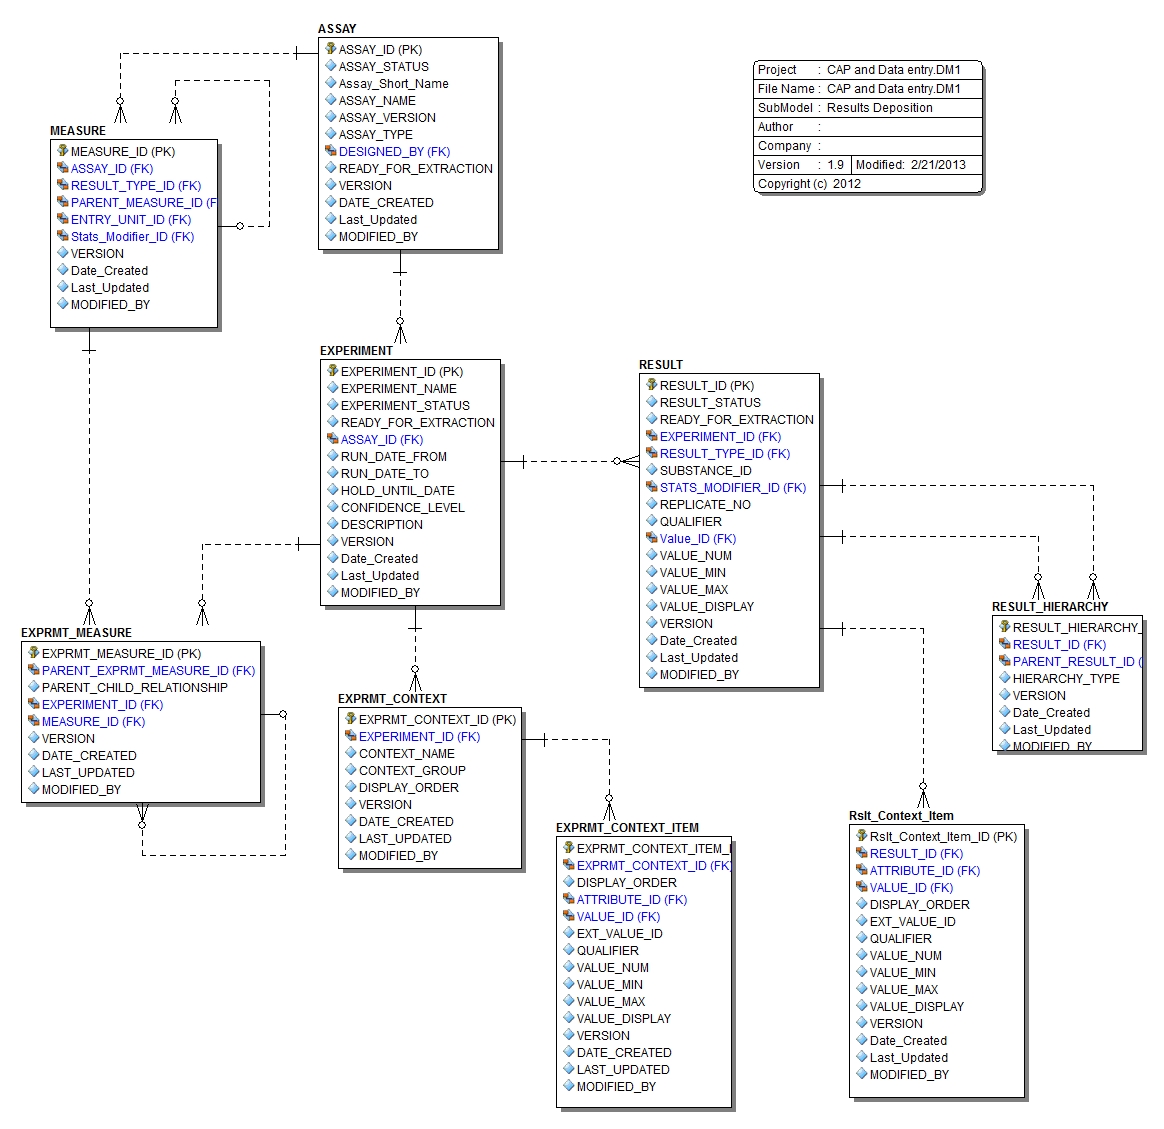 ASSAY
ASSAY_ID (PK)
ASSAY_STATUS
Assay_Short_Name
ASSAY_NAME
ASSAY_VERSION
ASSAY_TYPE
DESIGNED_BY (FK)
READY_FOR_EXTRACTION
VERSION
DATE_CREATED
Last_Updated
MODIFIED_BY
Project : CAP and Data entry.DM1
File Name : CAP and Data entry.DM1
SubModel : Results Deposition
Author :
Company :
Version : 1.9 Modified: 2/21/2013
Copyright (c) 2012
MEASURE
MEASURE_ID (PK)
ASSAY_ID (FK)
RESULT_TYPE_ID (FK)
PARENT_MEASURE_ID (F
ENTRY_UNIT_ID (FK)
Stats_Modifier_ID (FK)
VERSION
Date_Created
Last_Updated
MODIFIED_BY
EXPERIMENT
EXPERIMENT_ID (PK)
EXPERIMENT_NAME
EXPERIMENT_STATUS
READY_FOR_EXTRACTION
ASSAY_ID (FK)
RUN_DATE_FROM
RUN_DATE_TO
HOLD_UNTIL_DATE
CONFIDENCE_LEVEL
DESCRIPTION
VERSION
Date_Created
Last_Updated
MODIFIED_BY
RESULT
RESULT_ID (PK)
RESULT_STATUS
READY_FOR_EXTRACTION
EXPERIMENT_ID (FK)
RESULT_TYPE_ID (FK)
SUBSTANCE_ID
STATS_MODIFIER_ID (FK)
REPLICATE_NO
QUALIFIER
Value_ID (FK)
VALUE_NUM
VALUE_MIN
VALUE_MAX
VALUE_DISPLAY
VERSION
Date_Created
Last_Updated
MODIFIED_BY
RESULT_HIERARCHY
RESULT_HIERARCHY_
RESULT_ID (FK)
PARENT_RESULT_ID (
HIERARCHY_TYPE
VERSION
Date_Created
Last_Updated
MODIFIED_BY
EXPRMT_MEASURE
EXPRMT_MEASURE_ID (PK)
PARENT_EXPRMT_MEASURE_ID (FK)
PARENT_CHILD_RELATIONSHIP
EXPERIMENT_ID (FK)
MEASURE_ID (FK)
VERSION
DATE_CREATED
LAST_UPDATED
MODIFIED_BY
EXPRMT_CONTEXT
EXPRMT_CONTEXT_ID (PK)
EXPERIMENT_ID (FK)
CONTEXT_NAME
CONTEXT_GROUP
DISPLAY_ORDER
VERSION
DATE_CREATED
LAST_UPDATED
MODIFIED_BY
EXPRMT_CONTEXT_ITEM
EXPRMT_CONTEXT_ITEM_I
EXPRMT_CONTEXT_ID (FK)
DISPLAY_ORDER
ATTRIBUTE_ID (FK)
VALUE_ID (FK)
EXT_VALUE_ID
QUALIFIER
VALUE_NUM
VALUE_MIN
VALUE_MAX
VALUE_DISPLAY
VERSION
DATE_CREATED
LAST_UPDATED
MODIFIED_BY
Rslt_Context_Item
Rslt_Context_Item_ID (PK)
RESULT_ID (FK)
ATTRIBUTE_ID (FK)
VALUE_ID (FK)
DISPLAY_ORDER
EXT_VALUE_ID
QUALIFIER
VALUE_NUM
VALUE_MIN
VALUE_MAX
VALUE_DISPLAY
VERSION
Date_Created
Last_Updated
MODIFIED_BY